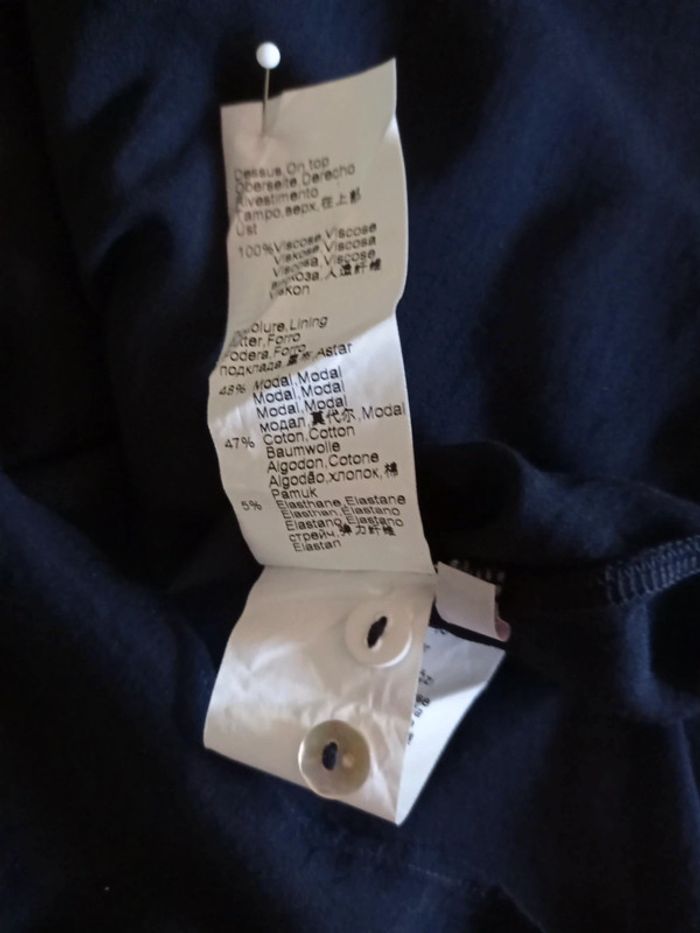 Dessus,On top
Oberseite,Derecho
Rivestimento
Tampo,верх,在上部
Üst
100%Viscose,Viscose
Viskose,Viscosa
Viscosa,Viscose
вискоза,人造纤维
Viskon
Doublure,Lining
Futter,Forro
Fodera,Forro
подклада,里布,Astar
48% Modal,Modal
Modal,Modal
Modal,Modal
модал,莫代尔,Modal
47% Coton,Cotton
Baumwolle
Algodon,Cotone
Algodão,хлопок,棉
Pamuk
5% Elasthane,Elastane
Elasthan,Elastano
Elastano,Elastano
стрейч,弹力纤维
Elastan